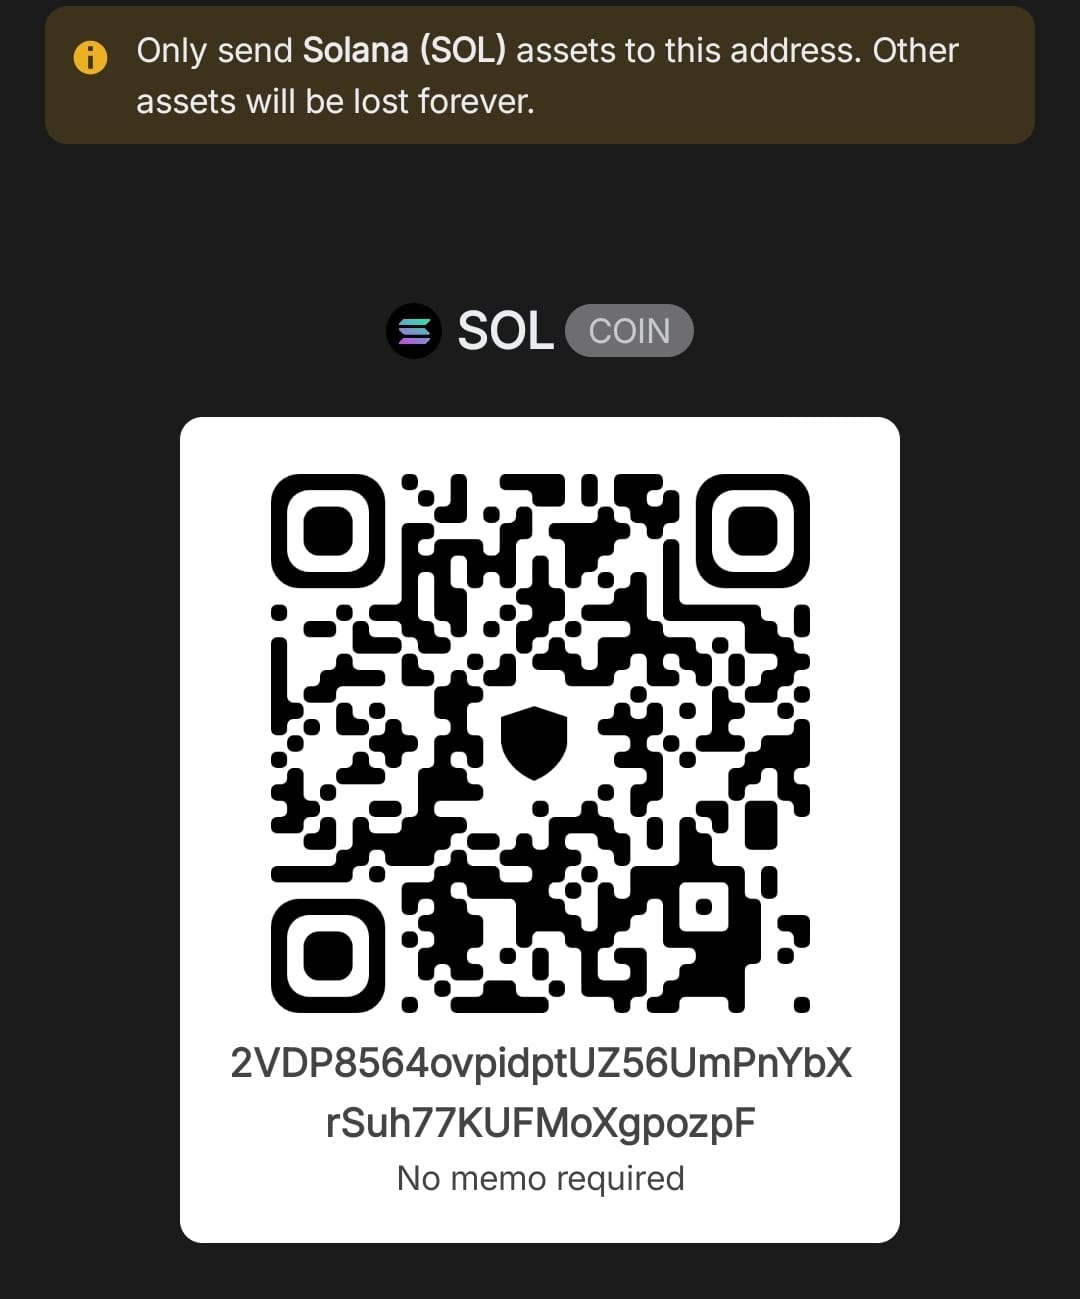 Only send Solana (SOL) assets to this address. Other
assets will be lost forever.
SOL COIN
2VDP8564ovpidptUZ56UmPnYbX
rSuh77KUFMoXgpozpF
No memo required